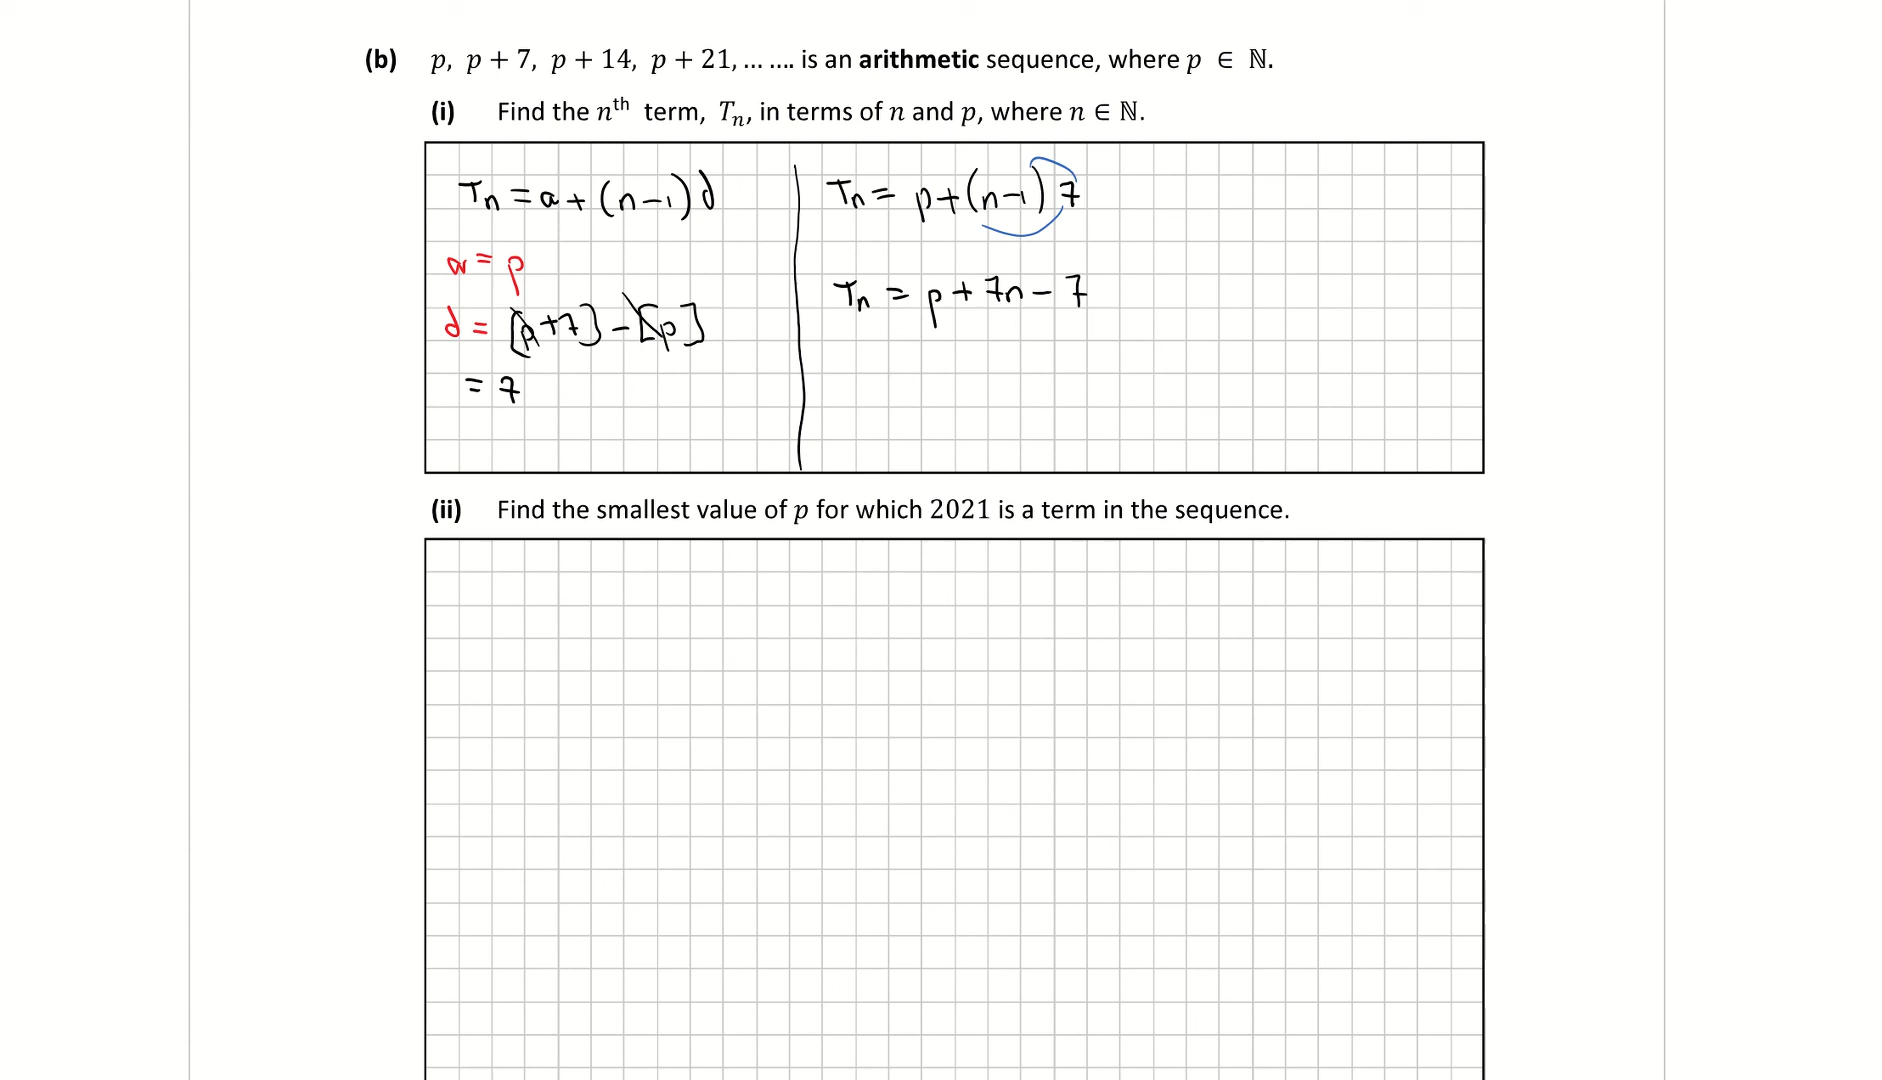 (b) p, p + 7, p + 14, p + 21, ... .... is an arithmetic sequence, where p ∈ ℕ.
(i) Find the nᵗʰ term, Tₙ, in terms of n and p, where n ∈ ℕ.
Tₙ = a + (n-1)d
a = p
d = [p+7] - [p]
= 7
Tₙ = p + (n-1)7
Tₙ = p + 7n - 7
(ii) Find the smallest value of p for which 2021 is a term in the sequence.